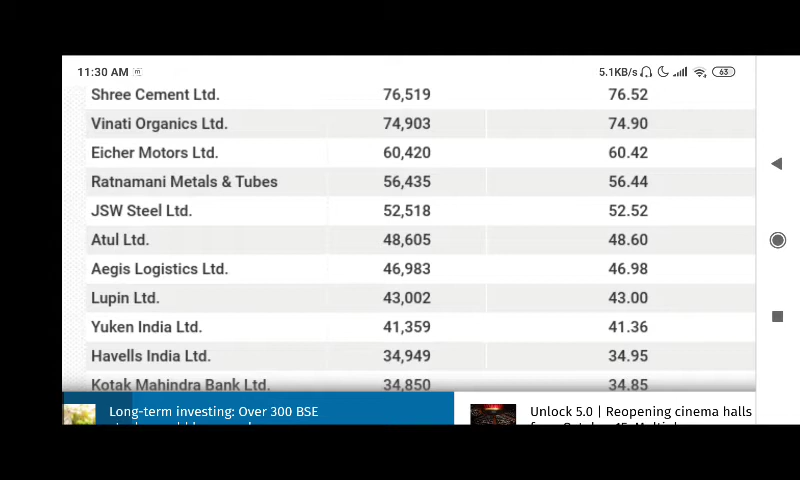 11:30 AM
5.1KB/s 63
Shree Cement Ltd. 76,519 76.52
Vinati Organics Ltd. 74,903 74.90
Eicher Motors Ltd. 60,420 60.42
Ratnamani Metals & Tubes 56,435 56.44
JSW Steel Ltd. 52,518 52.52
Atul Ltd. 48,605 48.60
Aegis Logistics Ltd. 46,983 46.98
Lupin Ltd. 43,002 43.00
Yuken India Ltd. 41,359 41.36
Havells India Ltd. 34,949 34.95
Kotak Mahindra Bank Ltd. 34,850 34.85
Long-term investing: Over 300 BSE
Unlock 5.0 | Reopening cinema halls